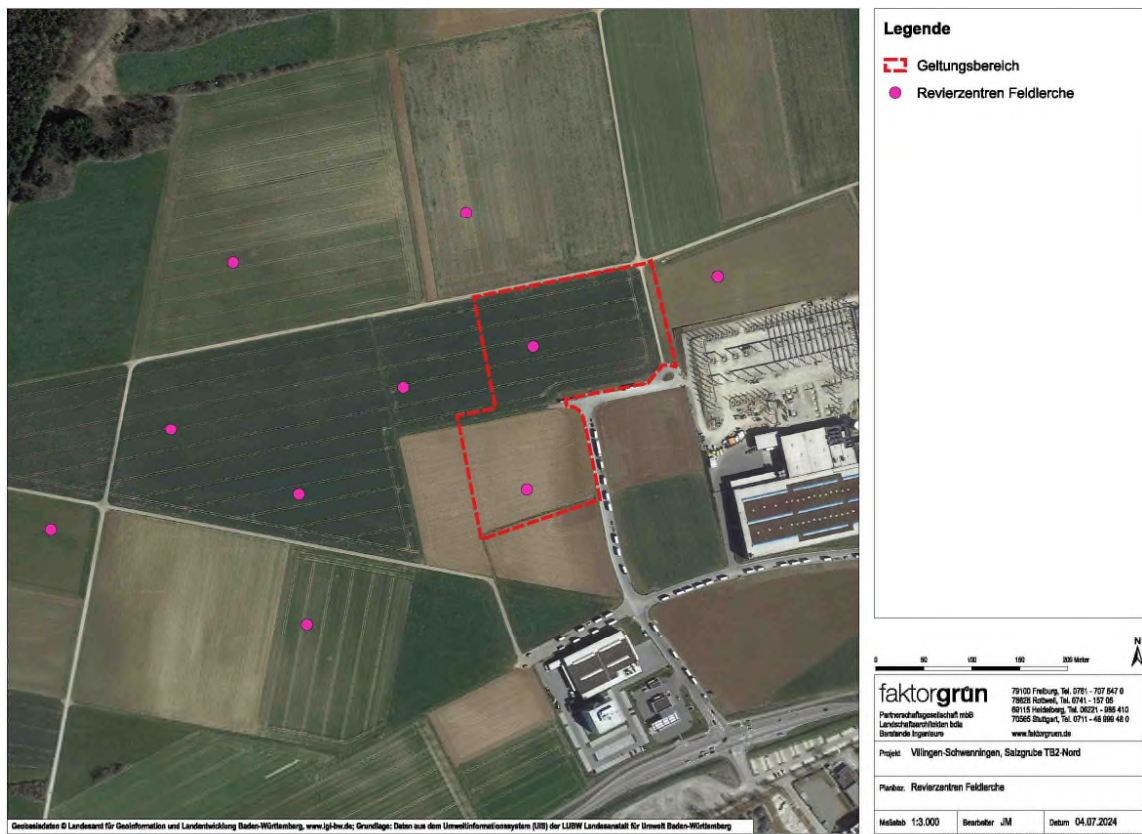 Legende
Geltungsbereich
Revierzentren Feldlerche
N
0 50 100 150 200 Meter
faktorgrün
Partnerschaftsgesellschaft mbB
Landschaftsarchitekten bdla
Beratende Ingenieure
79100 Freiburg, Tel. 0761 - 707 647 0
78628 Rottweil, Tel. 0741 - 157 05
69115 Heidelberg, Tel. 06221 - 985 410
70565 Stuttgart, Tel. 0711 - 48 999 48 0
www.faktorgruen.de
Projekt Villingen-Schwenningen, Salzgrube TB2-Nord
Planbez. Revierzentren Feldlerche
Maßstab 1:3.000 Bearbeiter JM Datum 04.07.2024
Geobasisdaten © Landesamt für Geoinformation und Landentwicklung Baden-Württemberg, www.lgl-bw.de; Grundlage: Daten aus dem Umweltinformationssystem (UIS) der LUBW Landesanstalt für Umwelt Baden-Württemberg